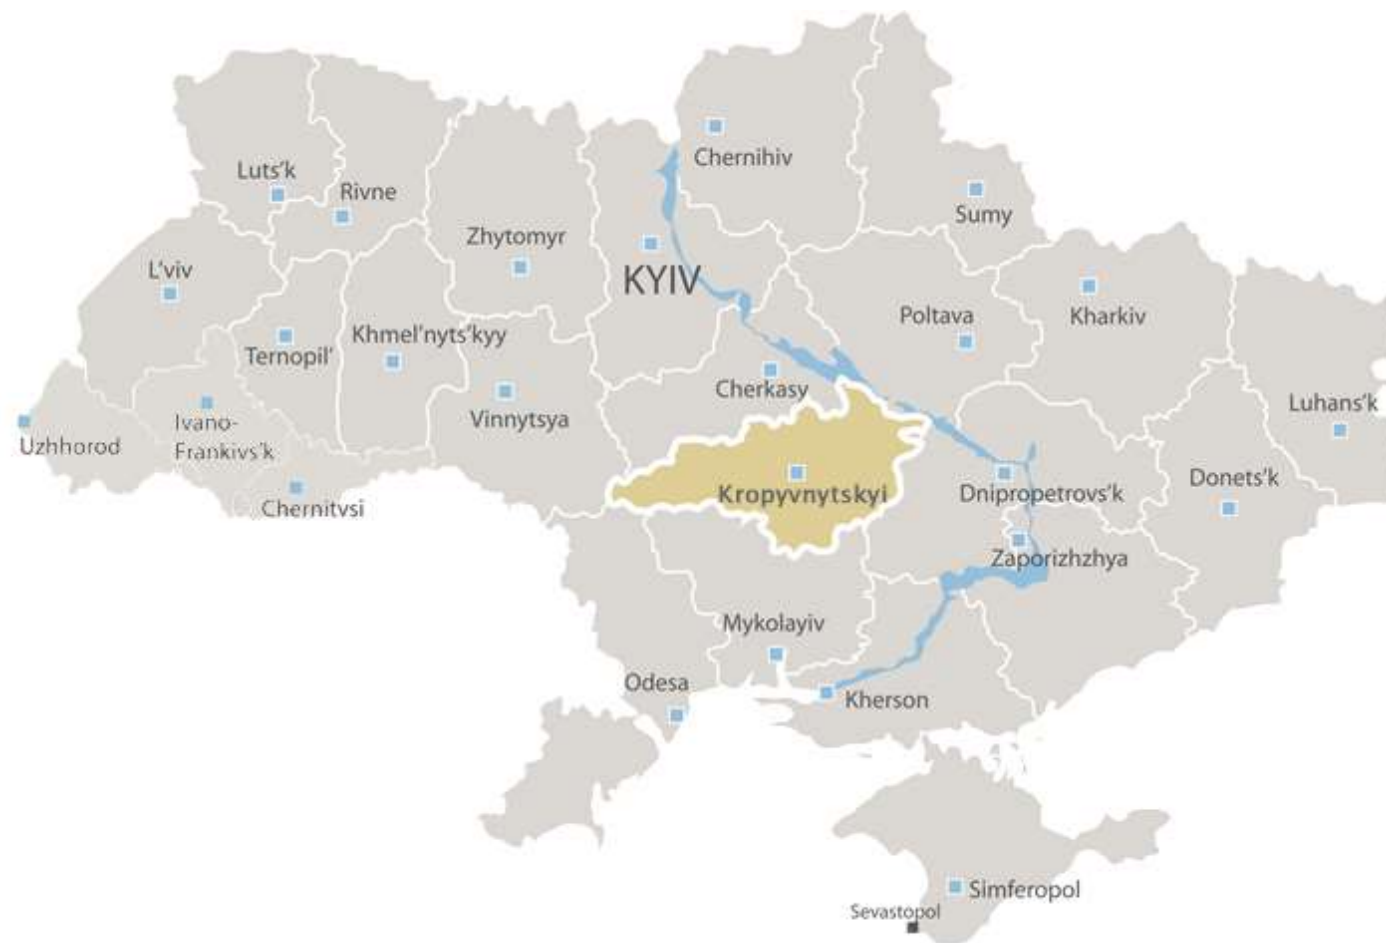 Chernihiv
Luts'k
Rivne
Sumy
Zhytomyr
L'viv
KYIV
Poltava
Kharkiv
Khmel'nyts'kyy
Ternopil'
Cherkasy
Luhans'k
Vinnytsya
Ivano-
Frankivs'k
Uzhhorod
Donets'k
Kropyvnytskyi
Dnipropetrovs'k
Chernitvsi
Zaporizhzhya
Mykolayiv
Odesa
Kherson
Simferopol
Sevastopol